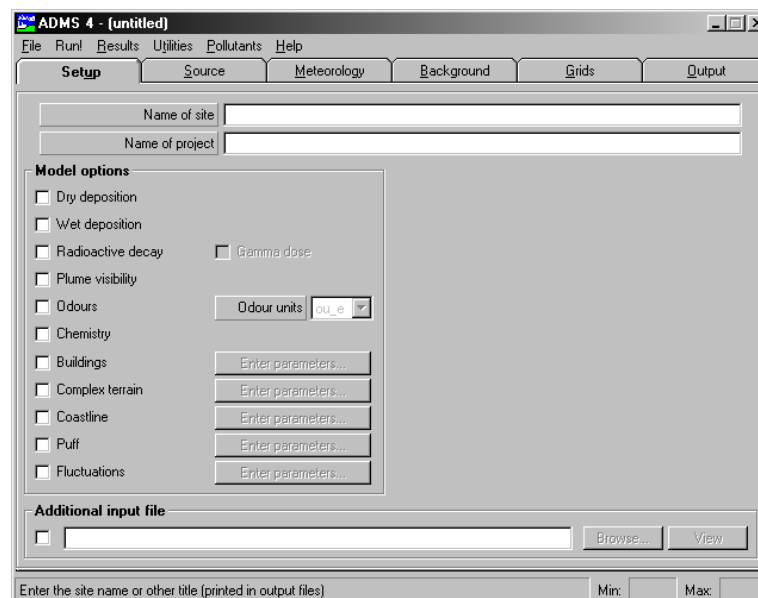 ADMS 4 - (untitled)
File Run! Results Utilities Pollutants Help
Setup Source Meteorology Background Grids Output
Name of site
Name of project
Model options
Dry deposition
Wet deposition
Radioactive decay Gamma dose
Plume visibility
Odours Odour units ou_e
Chemistry
Buildings Enter parameters...
Complex terrain Enter parameters...
Coastline Enter parameters...
Puff Enter parameters...
Fluctuations Enter parameters...
Additional input file
Browse... View
Enter the site name or other title (printed in output files) Min: Max: